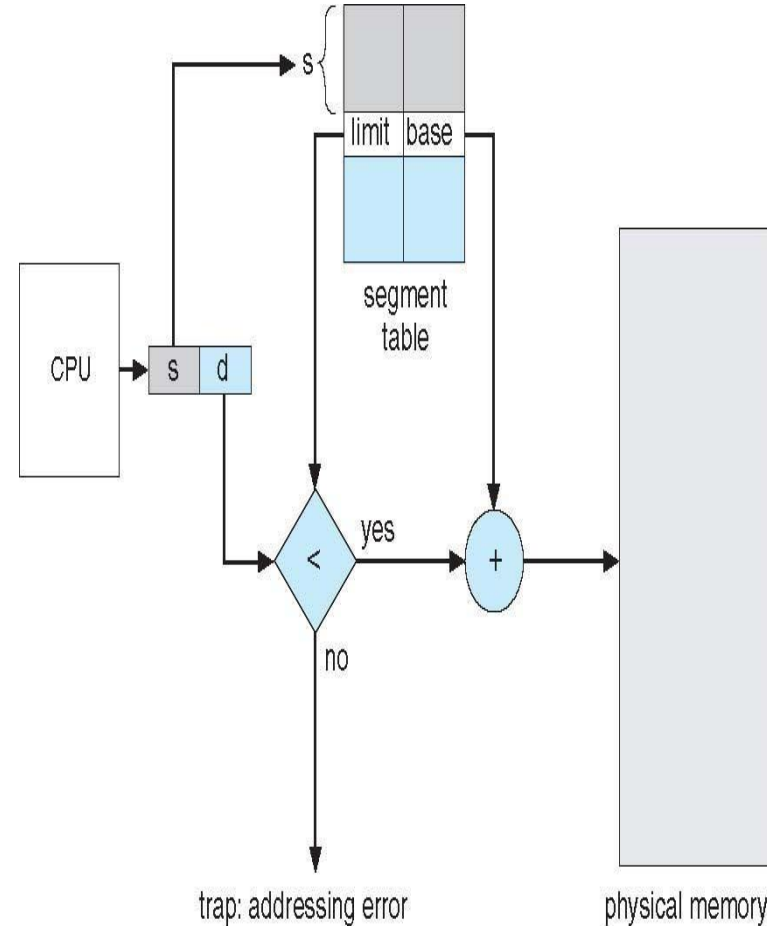 s
limit base
segment
table
CPU
s d
<
yes
+
no
trap: addressing error
physical memory